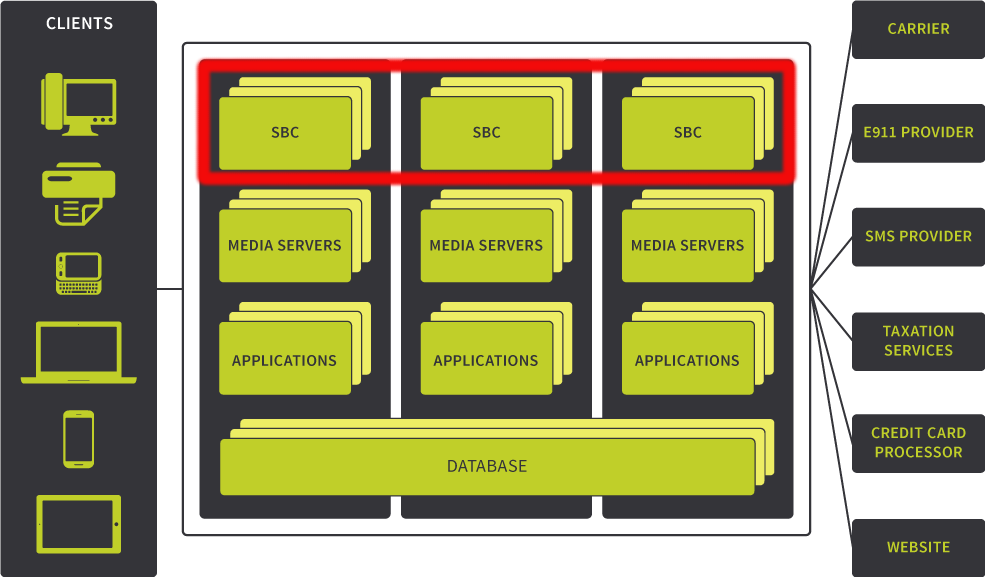 CLIENTS
SBC
SBC
SBC
MEDIA SERVERS
MEDIA SERVERS
MEDIA SERVERS
APPLICATIONS
APPLICATIONS
APPLICATIONS
DATABASE
CARRIER
E911 PROVIDER
SMS PROVIDER
TAXATION
SERVICES
CREDIT CARD
PROCESSOR
WEBSITE